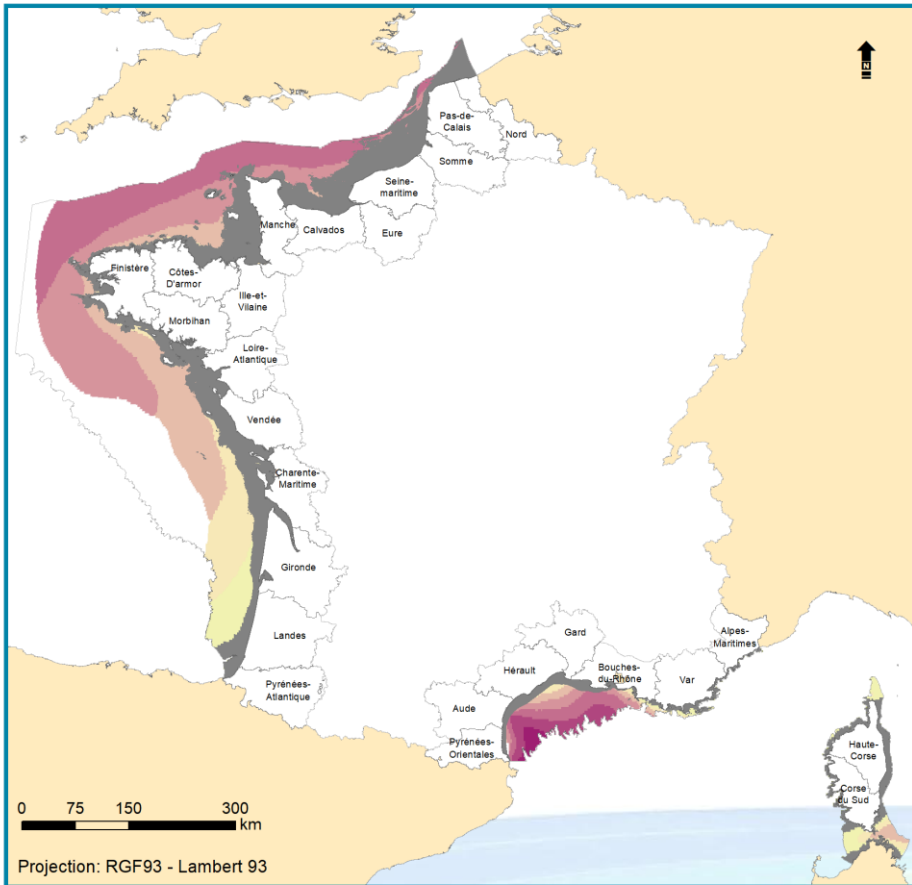 N
Pas-de-
Calais
Nord
Somme
Seine-
maritime
Manche
Calvados
Eure
Finistère
Côtes-
D'armor
Ille-et-
Vilaine
Morbihan
Loire-
Atlantique
Vendée
Charente-
Maritime
Gironde
Landes
Pyrénées-
Atlantique
Gard
Alpes-
Maritimes
Hérault
Bouches-
du-Rhône
Var
Aude
Pyrénées-
Orientales
Haute-
Corse
Corse
du Sud
0 75 150 300
km
Projection: RGF93 - Lambert 93